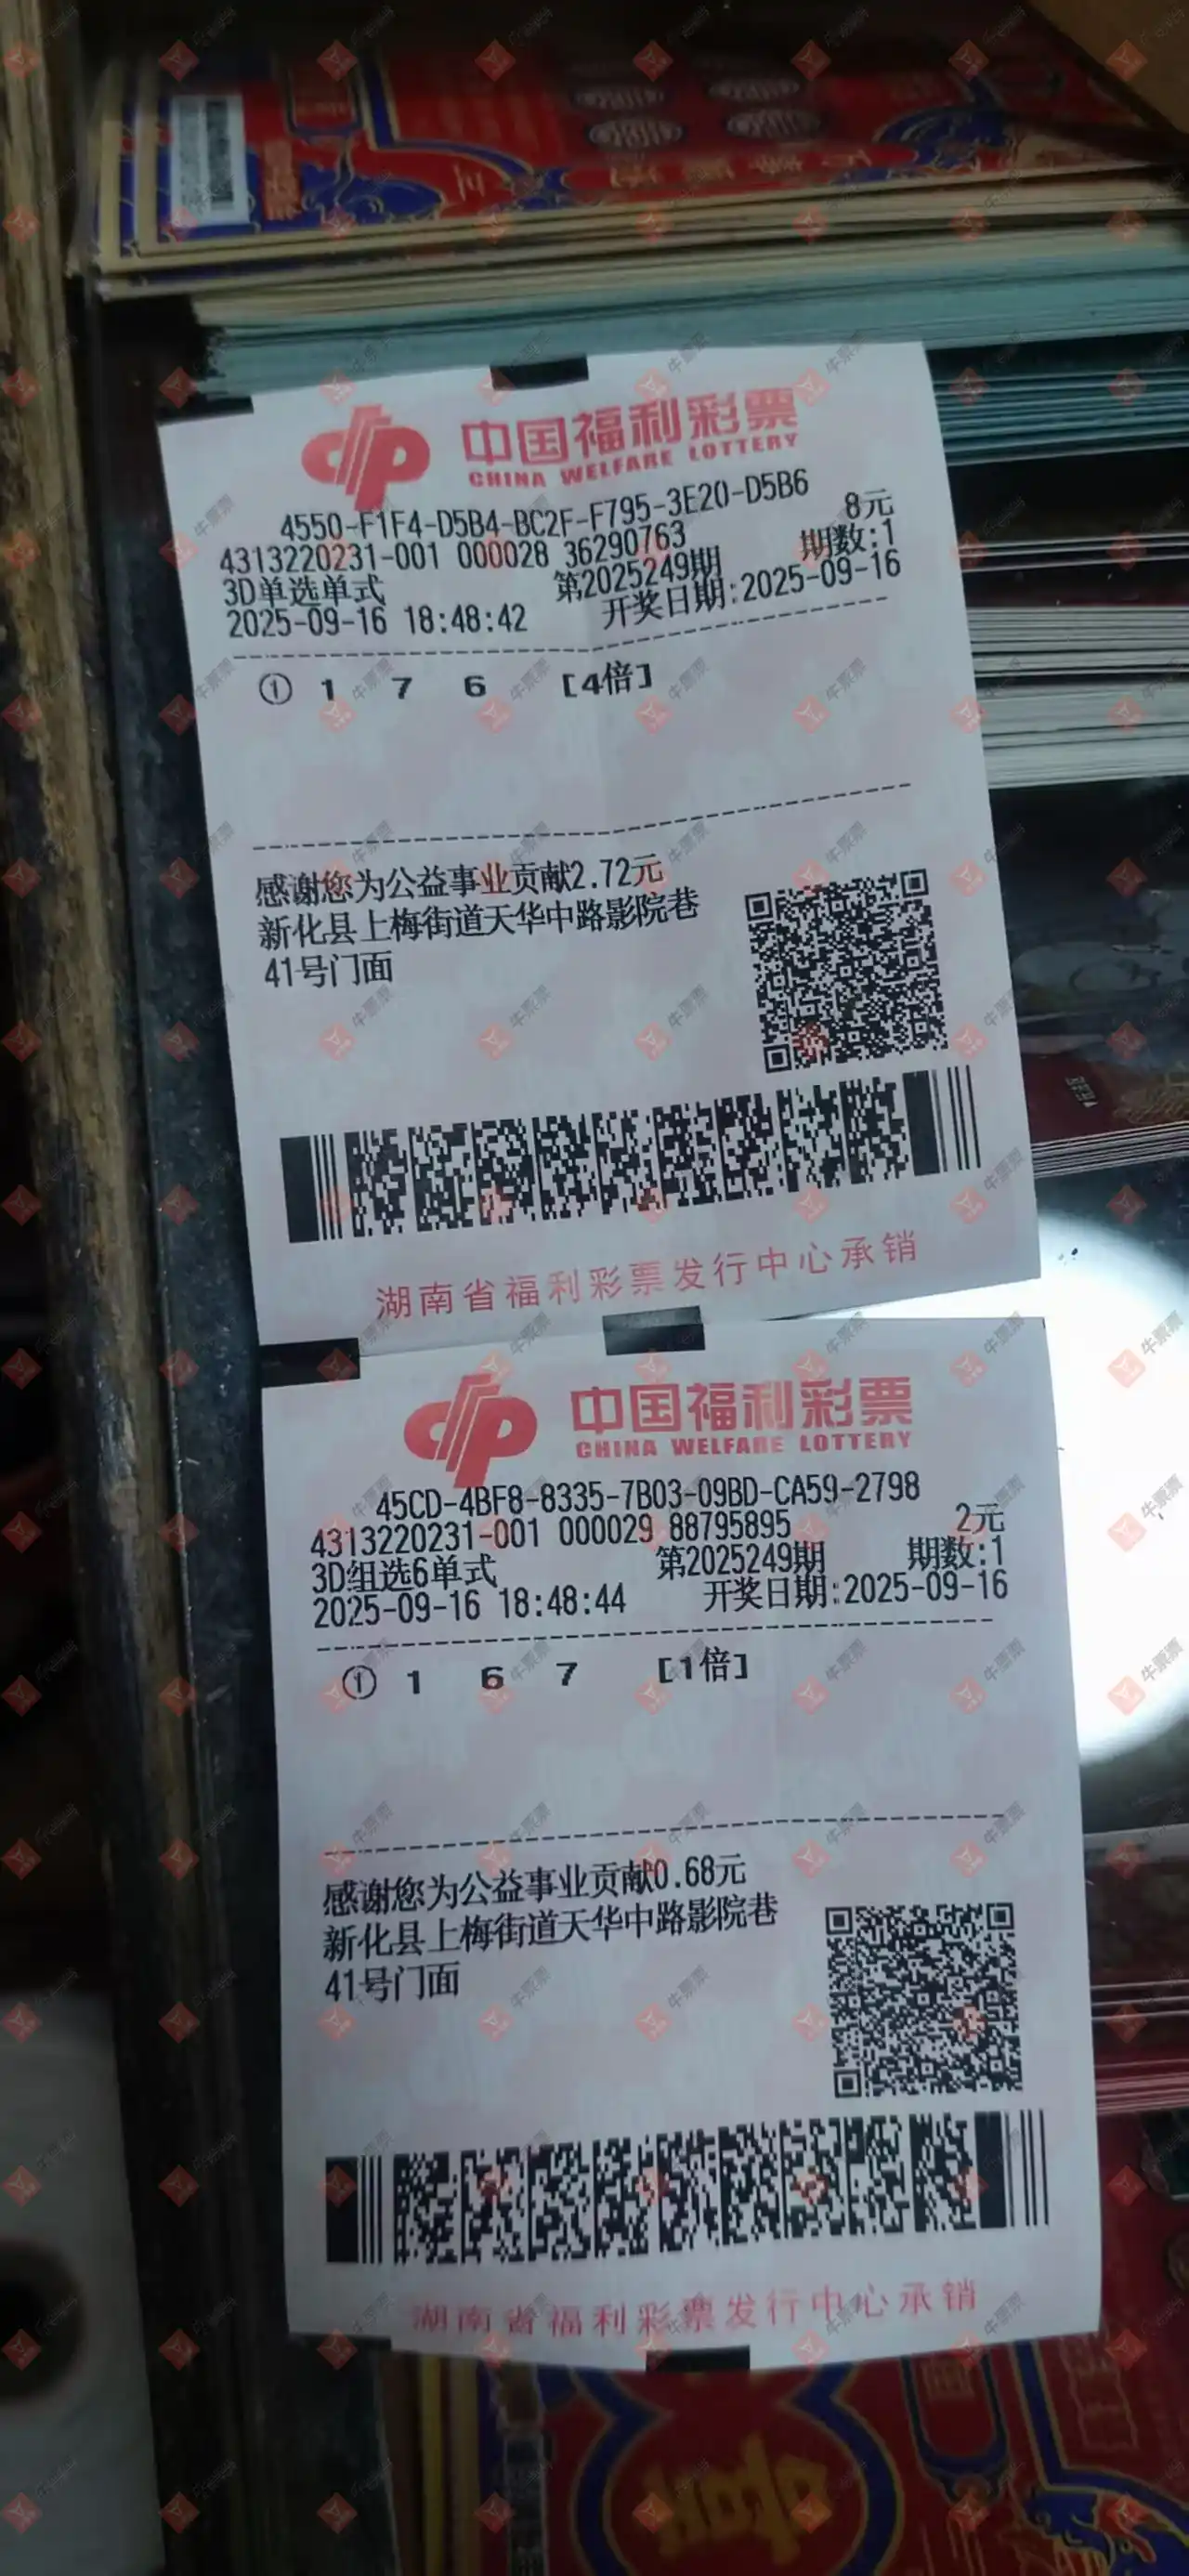 中国福利彩票
CHINA WELFARE LOTTERY
4550-F1F4-D5B4-BC2F-F795-3E20-D5B6
4313220231-001 000028 36290763 8元
3D单选单式 第2025249期 期数:1
2025-09-16 18:48:42 开奖日期:2025-09-16
① 1 7 6 [4倍]
感谢您为公益事业贡献2.72元
新化县上梅街道天华中路影院巷
41号门面
湖南省福利彩票发行中心承销
中国福利彩票
CHINA WELFARE LOTTERY
45CD-4BF8-8335-7B03-09BD-CA59-2798
4313220231-001 000029 88795895 2元
3D组选6单式 第2025249期 期数:1
2025-09-16 18:48:44 开奖日期:2025-09-16
① 1 6 7 [1倍]
感谢您为公益事业贡献0.68元
新化县上梅街道天华中路影院巷
41号门面
湖南省福利彩票发行中心承销
牛票票